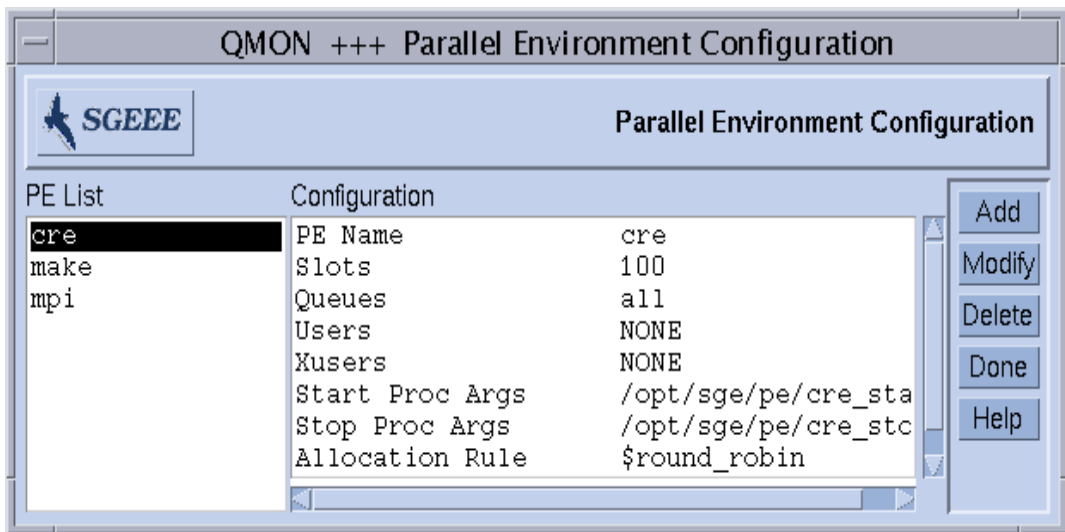 QMON +++ Parallel Environment Configuration
SGEEE
Parallel Environment Configuration
PE List
Configuration
cre
make
mpi
PE Name cre
Slots 100
Queues all
Users NONE
Xusers NONE
Start Proc Args /opt/sge/pe/cre_sta
Stop Proc Args /opt/sge/pe/cre_stc
Allocation Rule $round_robin
Add
Modify
Delete
Done
Help